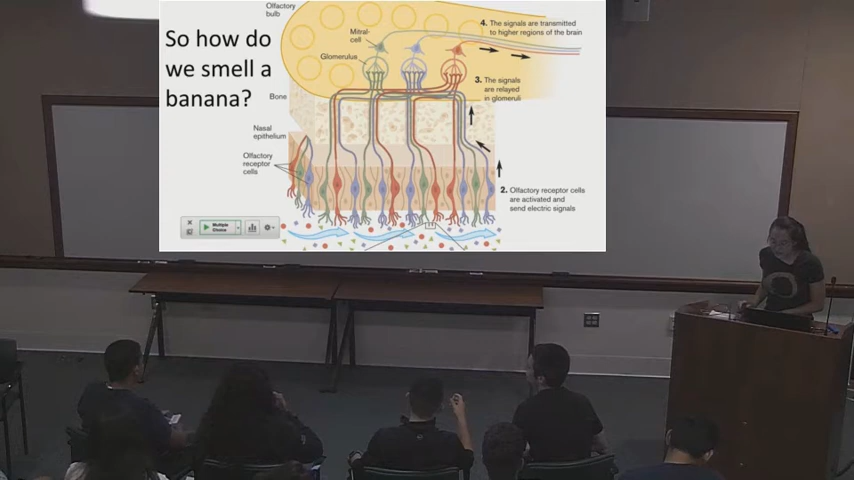 So how do
we smell a
banana?
Olfactory
bulb
Mitral
cell
Glomerulus
Bone
Nasal
epithelium
Olfactory
receptor
cells
4. The signals are transmitted
to higher regions of the brain
3. The signals
are relayed
in glomeruli
2. Olfactory receptor cells
are activated and
send electric signals
Multiple
Choice